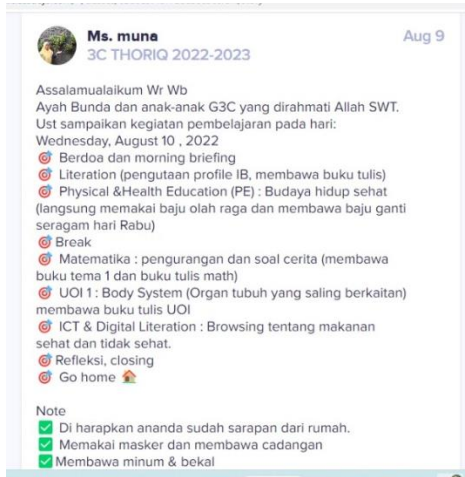 Ms. muna
Aug 9
3C THORIQ 2022-2023
Assalamualaikum Wr Wb
Ayah Bunda dan anak-anak G3C yang dirahmati Allah SWT.
Ust sampaikan kegiatan pembelajaran pada hari:
Wednesday, August 10 , 2022
🎯 Berdoa dan morning briefing
🎯 Literation (pengutaan profile IB, membawa buku tulis)
🎯 Physical &Health Education (PE) : Budaya hidup sehat
(langsung memakai baju olah raga dan membawa baju ganti
seragam hari Rabu)
🎯 Break
🎯 Matematika : pengurangan dan soal cerita (membawa
buku tema 1 dan buku tulis math)
🎯 UOI 1 : Body System (Organ tubuh yang saling berkaitan)
membawa buku tulis UOI
🎯 ICT & Digital Literation : Browsing tentang makanan
sehat dan tidak sehat.
🎯 Refleksi, closing
🎯 Go home 🏠
Note
✅ Di harapkan ananda sudah sarapan dari rumah.
✅ Memakai masker dan membawa cadangan
✅ Membawa minum & bekal